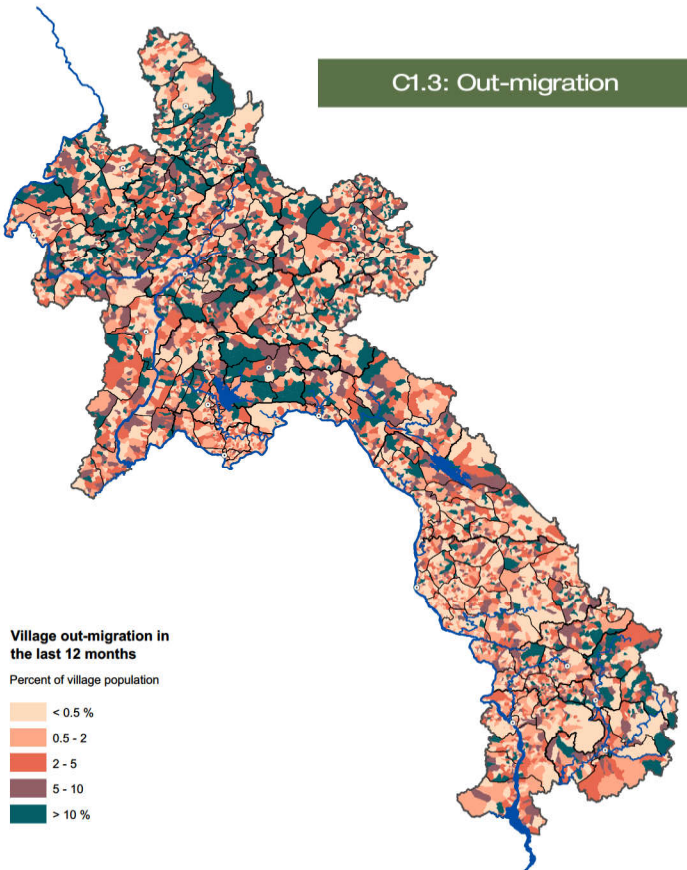 C1.3: Out-migration
Village out-migration in
the last 12 months
Percent of village population
< 0.5 %
0.5 - 2
2 - 5
5 - 10
> 10 %